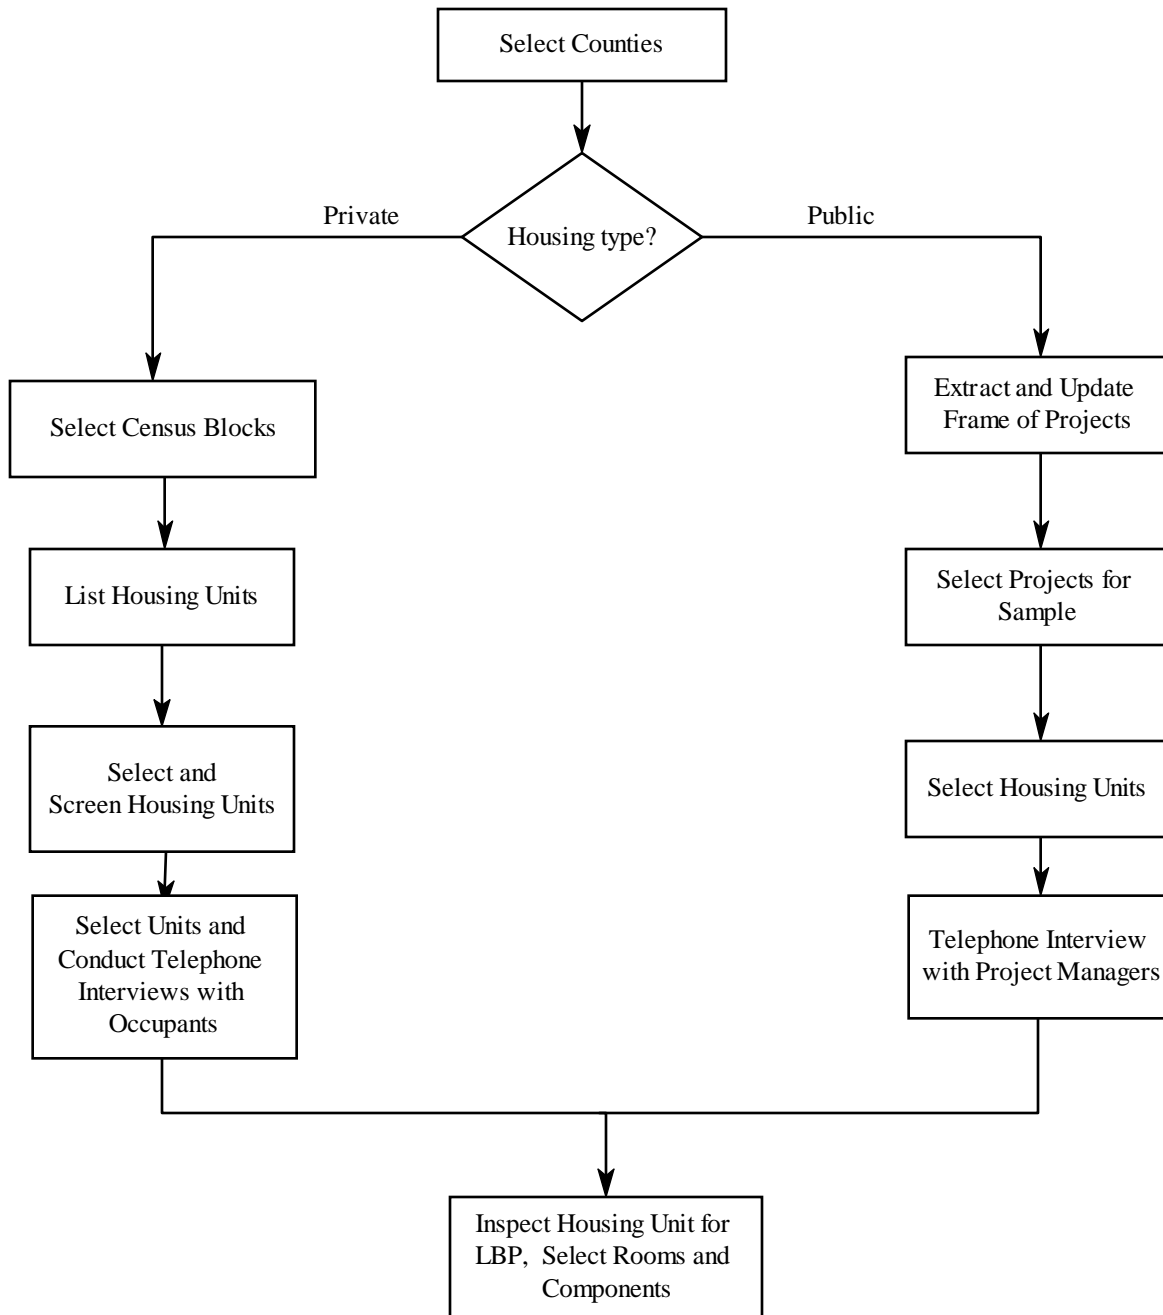 Select Counties
Private
Public
Housing type?
Select Census Blocks
Extract and Update
Frame of Projects
List Housing Units
Select Projects for
Sample
Select and
Screen Housing Units
Select Housing Units
Select Units and
Conduct Telephone
Interviews with
Occupants
Telephone Interview
with Project Managers
Inspect Housing Unit for
LBP, Select Rooms and
Components